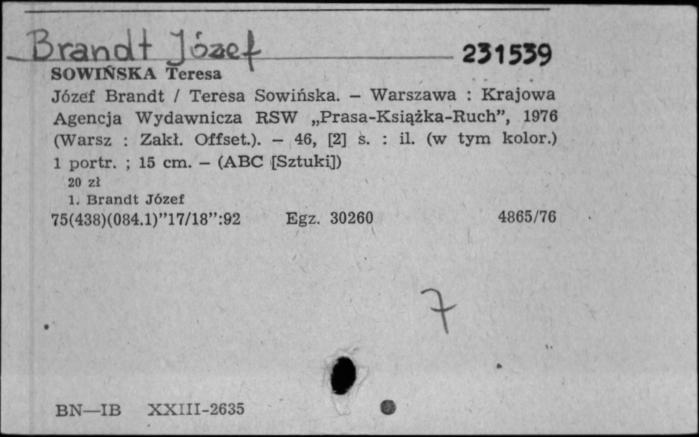 Brandt Józef 231539
SOWIŃSKA Teresa
Józef Brandt / Teresa Sowińska. — Warszawa : Krajowa
Agencja Wydawnicza RSW „Prasa-Książka-Ruch”, 1976
(Warsz : Zakł. Offset.). — 46, [2] s. : il. (w tym kolor.)
1 portr. ; 15 cm. — (ABC [Sztuki])
20 zł
1. Brandt Józef
75(438)(084.1)”17/18”:92 Egz. 30260 4865/76
7
BN—IB XXIII-2635